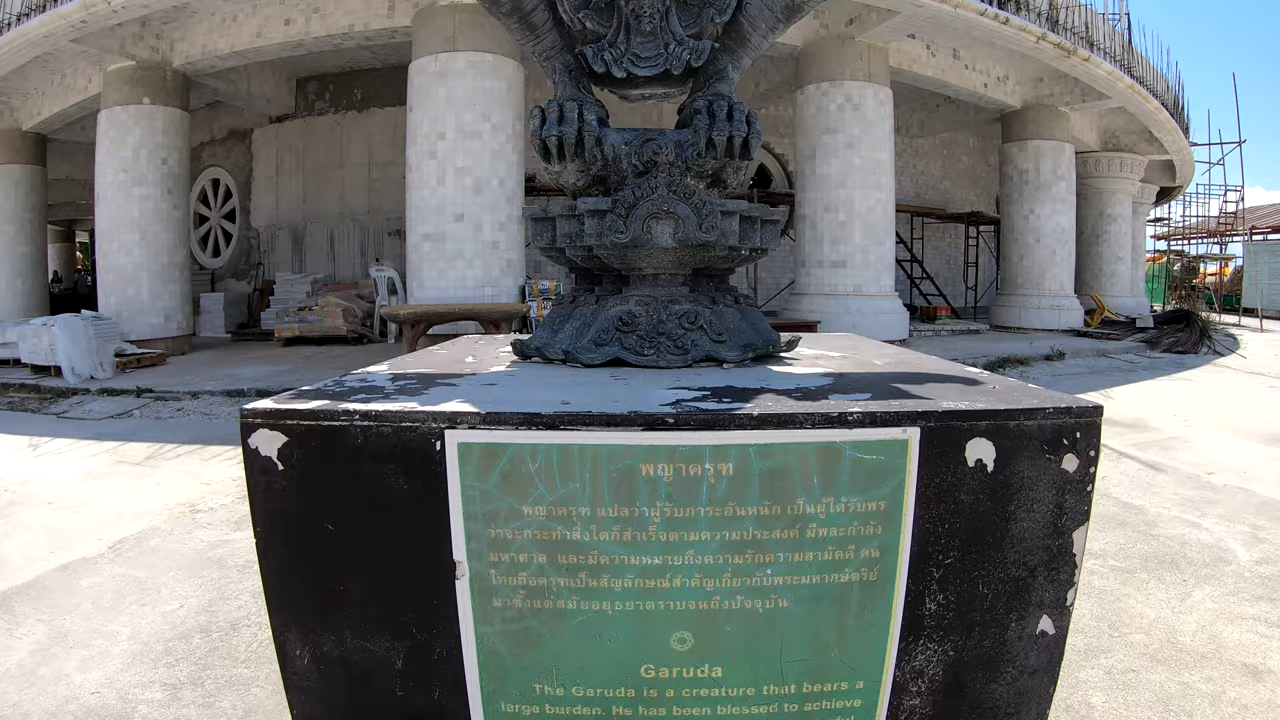 พญาครุฑ
พญาครุฑ แปลว่าผู้รับภาระอันหนัก เป็นผู้ได้รับพร
ว่าจะกระทำสิ่งใดก็สำเร็จตามความประสงค์ มีพละกำลัง
มหาศาล และมีความหมายถึงความรักความสามัคคี คน
ไทยถือครุฑเป็นสัญลักษณ์สำคัญเกี่ยวกับพระมหากษัตริย์
มาตั้งแต่สมัยอยุธยาตราบจนถึงปัจจุบัน
Garuda
The Garuda is a creature that bears a
large burden. He has been blessed to achieve